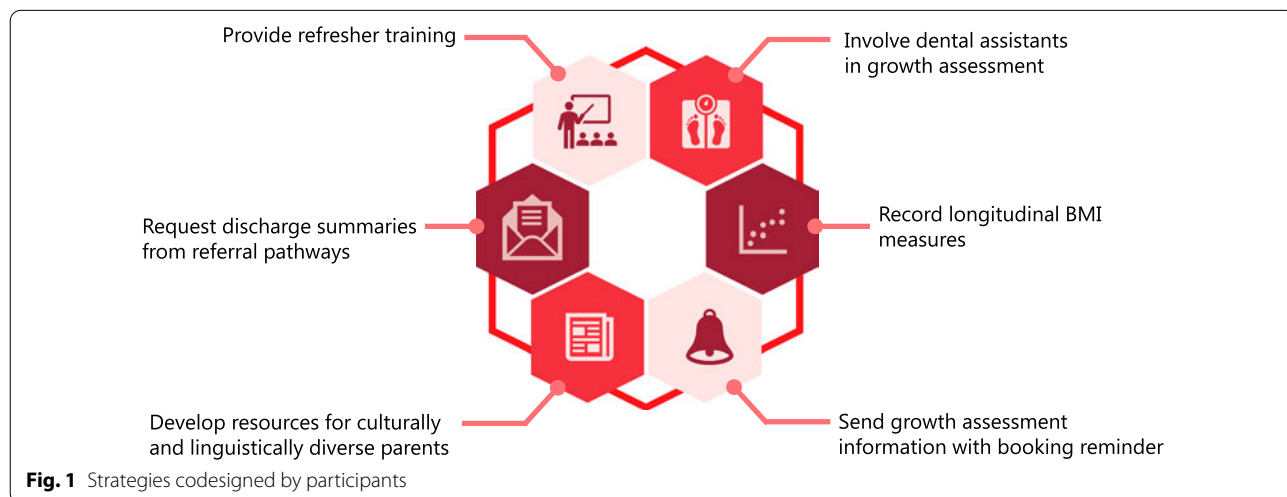 Provide refresher training
Involve dental assistants
in growth assessment
Request discharge summaries
from referral pathways
Record longitudinal BMI
measures
Develop resources for culturally
and linguistically diverse parents
Send growth assessment
information with booking reminder
Fig. 1 Strategies codesigned by participants